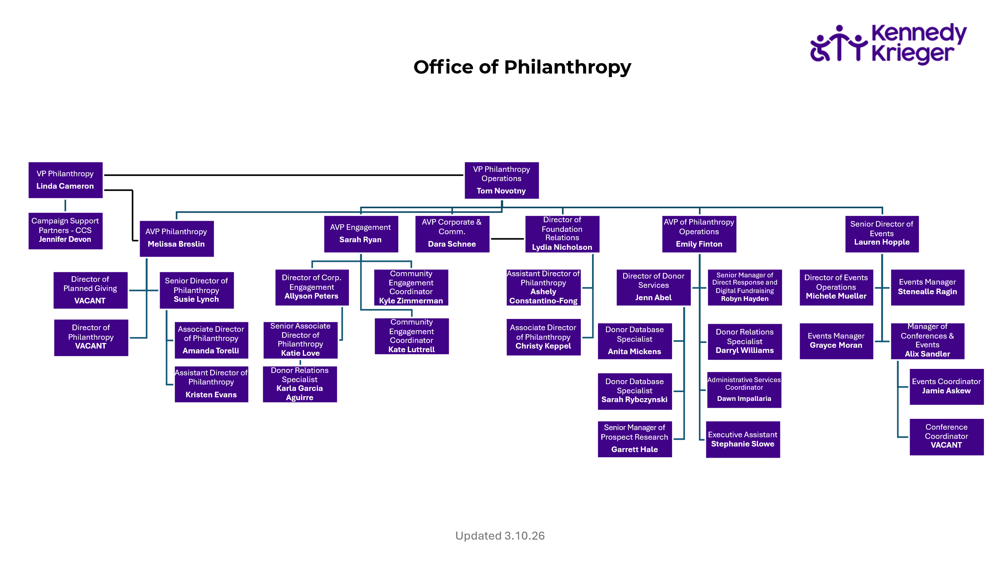 Kennedy
Krieger
Office of Philanthropy
VP Philanthropy
Linda Cameron
VP Philanthropy
Operations
Tom Novotny
Campaign Support
Partners - CCS
Jennifer Devon
AVP Philanthropy
Melissa Breslin
AVP Engagement
Sarah Ryan
AVP Corporate &
Comm.
Dara Schnee
Director of
Foundation
Relations
Lydia Nicholson
AVP of Philanthropy
Operations
Emily Finton
Senior Director of
Events
Lauren Hopple
Director of
Planned Giving
VACANT
Senior Director of
Philanthropy
Susie Lynch
Director of Corp.
Engagement
Allyson Peters
Community
Engagement
Coordinator
Kyle Zimmerman
Assistant Director of
Philanthropy
Ashely
Constantino-Fong
Director of Donor
Services
Jenn Abel
Senior Manager of
Direct Response and
Digital Fundraising
Robyn Hayden
Director of Events
Operations
Michele Mueller
Events Manager
Stenealle Ragin
Director of
Philanthropy
VACANT
Associate Director
of Philanthropy
Amanda Torelli
Senior Associate
Director of
Philanthropy
Katie Love
Community
Engagement
Coordinator
Kate Luttrell
Associate Director
of Philanthropy
Christy Keppel
Donor Database
Specialist
Anita Mickens
Donor Relations
Specialist
Darryl Williams
Events Manager
Grayce Moran
Manager of
Conferences &
Events
Alix Sandler
Assistant Director of
Philanthropy
Kristen Evans
Donor Relations
Specialist
Karla Garcia
Aguirre
Donor Database
Specialist
Sarah Rybczynski
Administrative Services
Coordinator
Dawn Impallaria
Events Coordinator
Jamie Askew
Senior Manager of
Prospect Research
Garrett Hale
Executive Assistant
Stephanie Slowe
Conference
Coordinator
VACANT
Updated 3.10.26